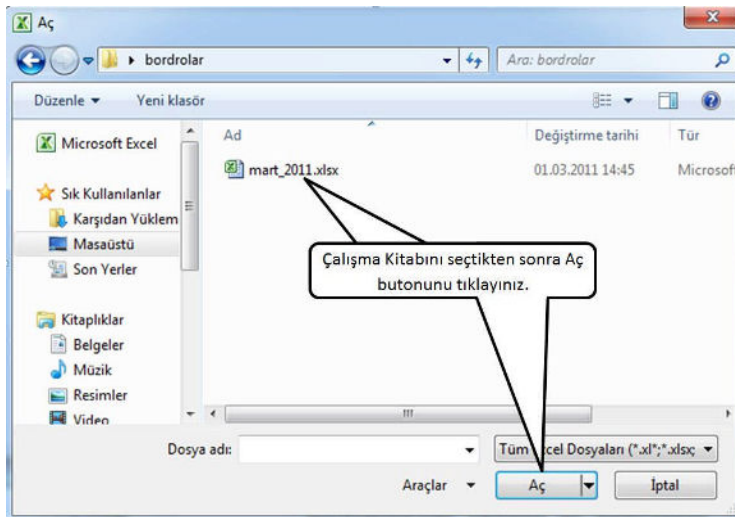 Aç
bordrolar
Ara: bordrolar
Düzenle
Yeni klasör
Microsoft Excel
Ad
Değiştirme tarihi
Tür
mart_2011.xlsx
01.03.2011 14:45
Microsof
Sık Kullanılanlar
Karşıdan Yüklem
Masaüstü
Son Yerler
Çalışma Kitabını seçtikten sonra Aç
butonunu tıklayınız.
Kitaplıklar
Belgeler
Müzik
Resimler
Video
Dosya adı:
Tüm Excel Dosyaları (*.xl*;*.xlsx;
Araçlar
Aç
İptal